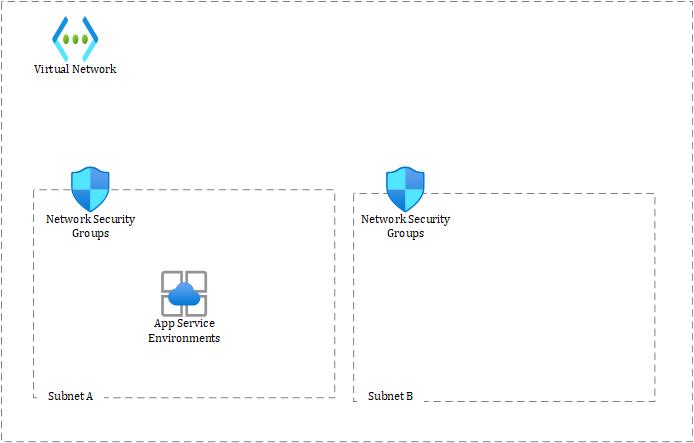 Virtual Network
Network Security
Groups
Network Security
Groups
App Service
Environments
Subnet A
Subnet B